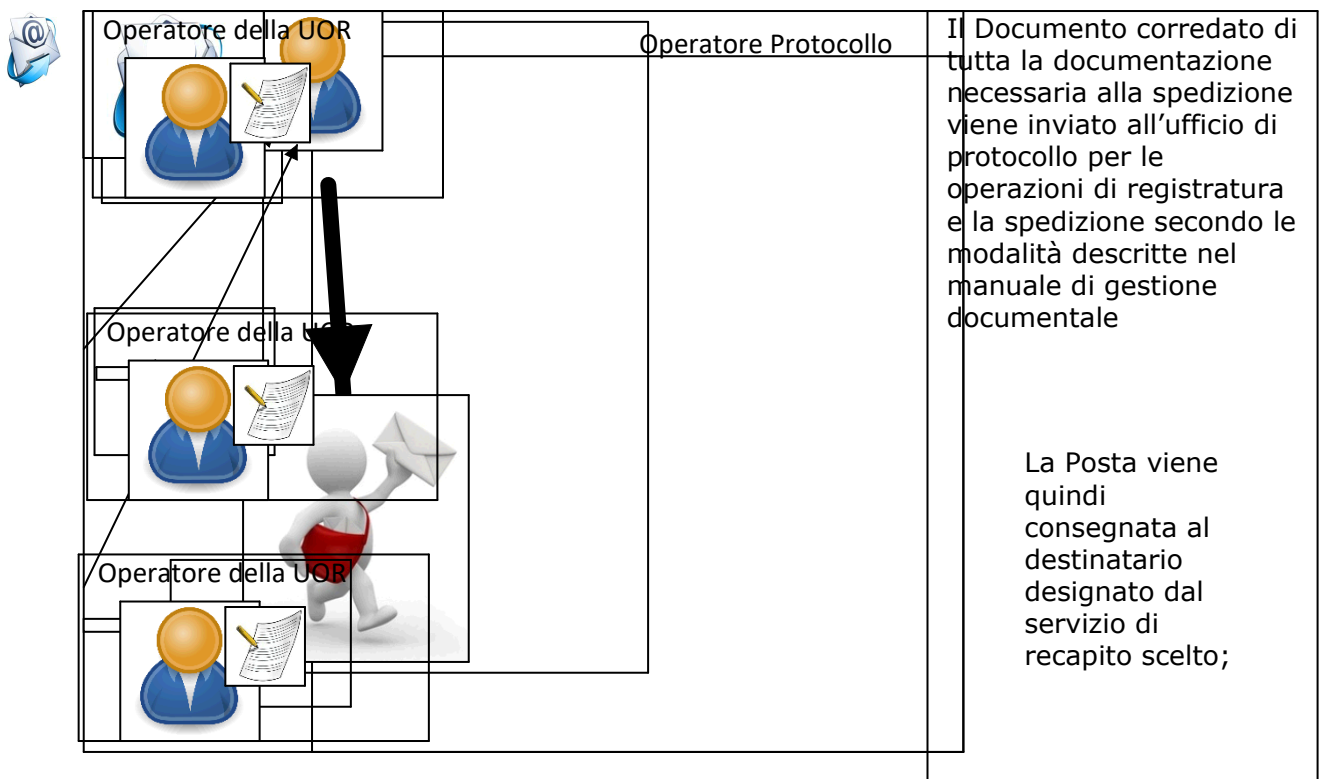 Operatore della UOR
Operatore Protocollo
Il Documento corredato di
tutta la documentazione
necessaria alla spedizione
viene inviato all’ufficio di
protocollo per le
operazioni di registratura
e la spedizione secondo le
modalità descritte nel
manuale di gestione
documentale
Operatore della UOR
La Posta viene
quindi
consegnata al
destinatario
designato dal
servizio di
recapito scelto;
Operatore della UOR